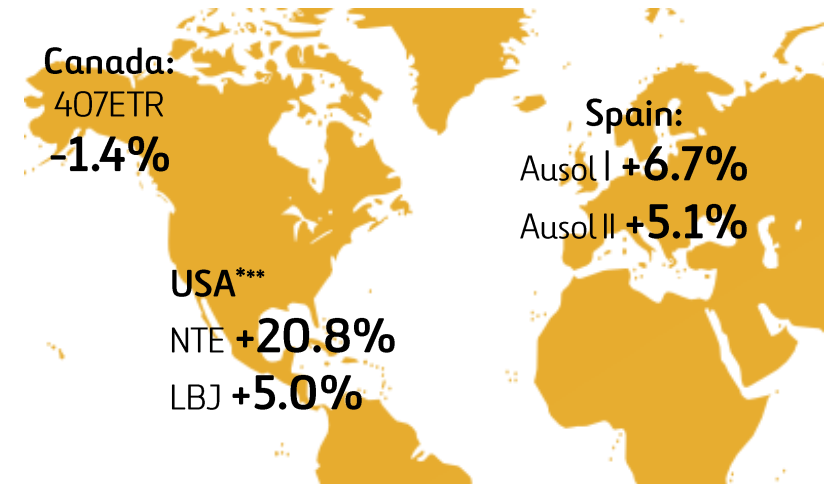 Canada:
407ETR
-1.4%
Spain:
Ausol I +6.7%
Ausol II +5.1%
USA****
NTE +20.8%
LBJ +5.0%